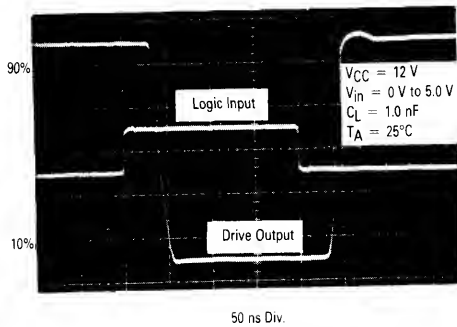 90%
VCC = 12 V
Vin = 0 V to 5.0 V
CL = 1.0 nF
TA = 25°C
Logic Input
10%
Drive Output
50 ns Div.